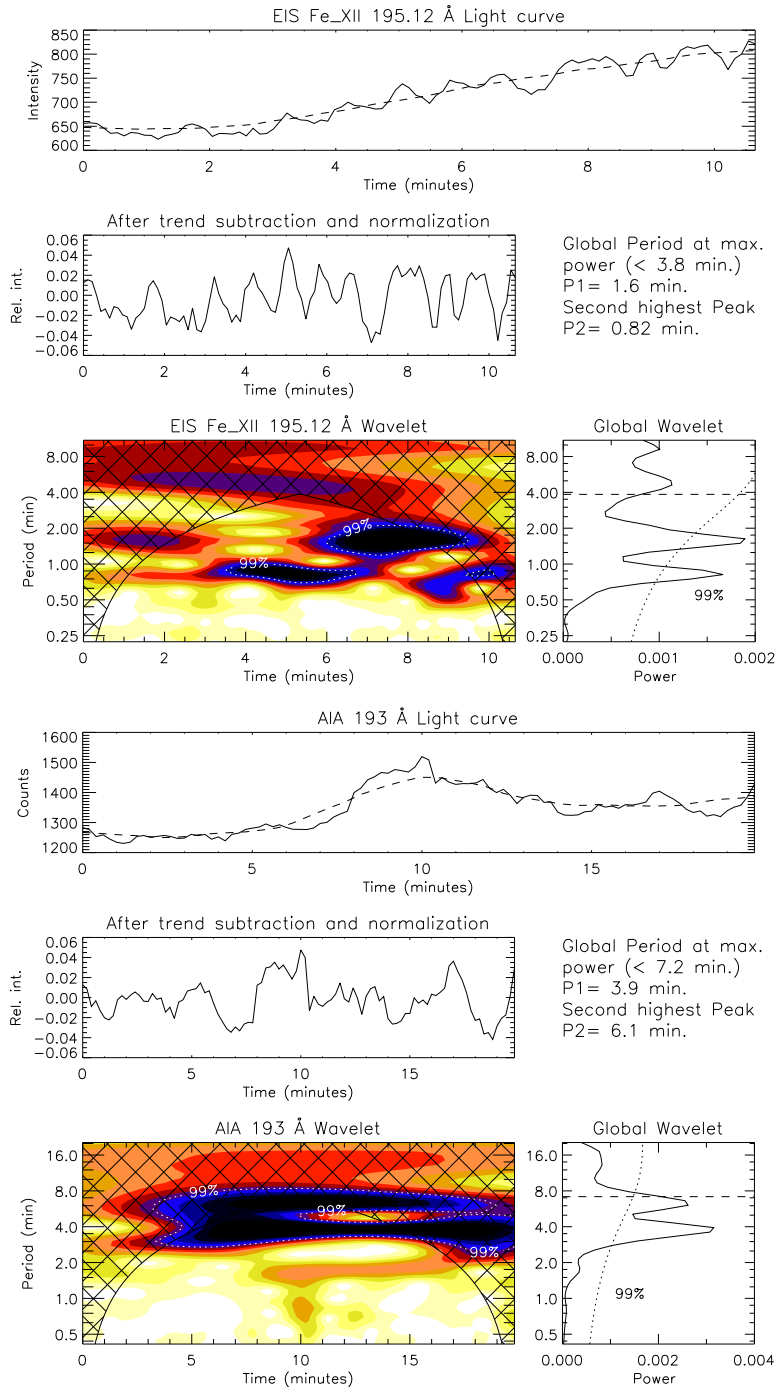 EIS Fe_XII 195.12 Å Light curve
850
800
750
700
650
600
Intensity
0 2 4 6 8 10
Time (minutes)
After trend subtraction and normalization
0.06
0.04
0.02
0.00
−0.02
−0.04
−0.06
Rel. int.
0 2 4 6 8 10
Time (minutes)
Global Period at max.
power (< 3.8 min.)
P1= 1.6 min.
Second highest Peak
P2= 0.82 min.
EIS Fe_XII 195.12 Å Wavelet
8.00
4.00
2.00
1.00
0.50
0.25
Period (min)
99%
99%
0 2 4 6 8 10
Time (minutes)
Global Wavelet
8.00
4.00
2.00
1.00
0.50
0.25
99%
0.000 0.001 0.002
Power
AIA 193 Å Light curve
1600
1500
1400
1300
1200
Counts
0 5 10 15
Time (minutes)
After trend subtraction and normalization
0.06
0.04
0.02
0.00
−0.02
−0.04
−0.06
Rel. int.
0 5 10 15
Time (minutes)
Global Period at max.
power (< 7.2 min.)
P1= 3.9 min.
Second highest Peak
P2= 6.1 min.
AIA 193 Å Wavelet
16.0
8.0
4.0
2.0
1.0
0.5
Period (min)
99%
99%
99%
0 5 10 15
Time (minutes)
Global Wavelet
16.0
8.0
4.0
2.0
1.0
0.5
99%
0.000 0.002 0.004
Power